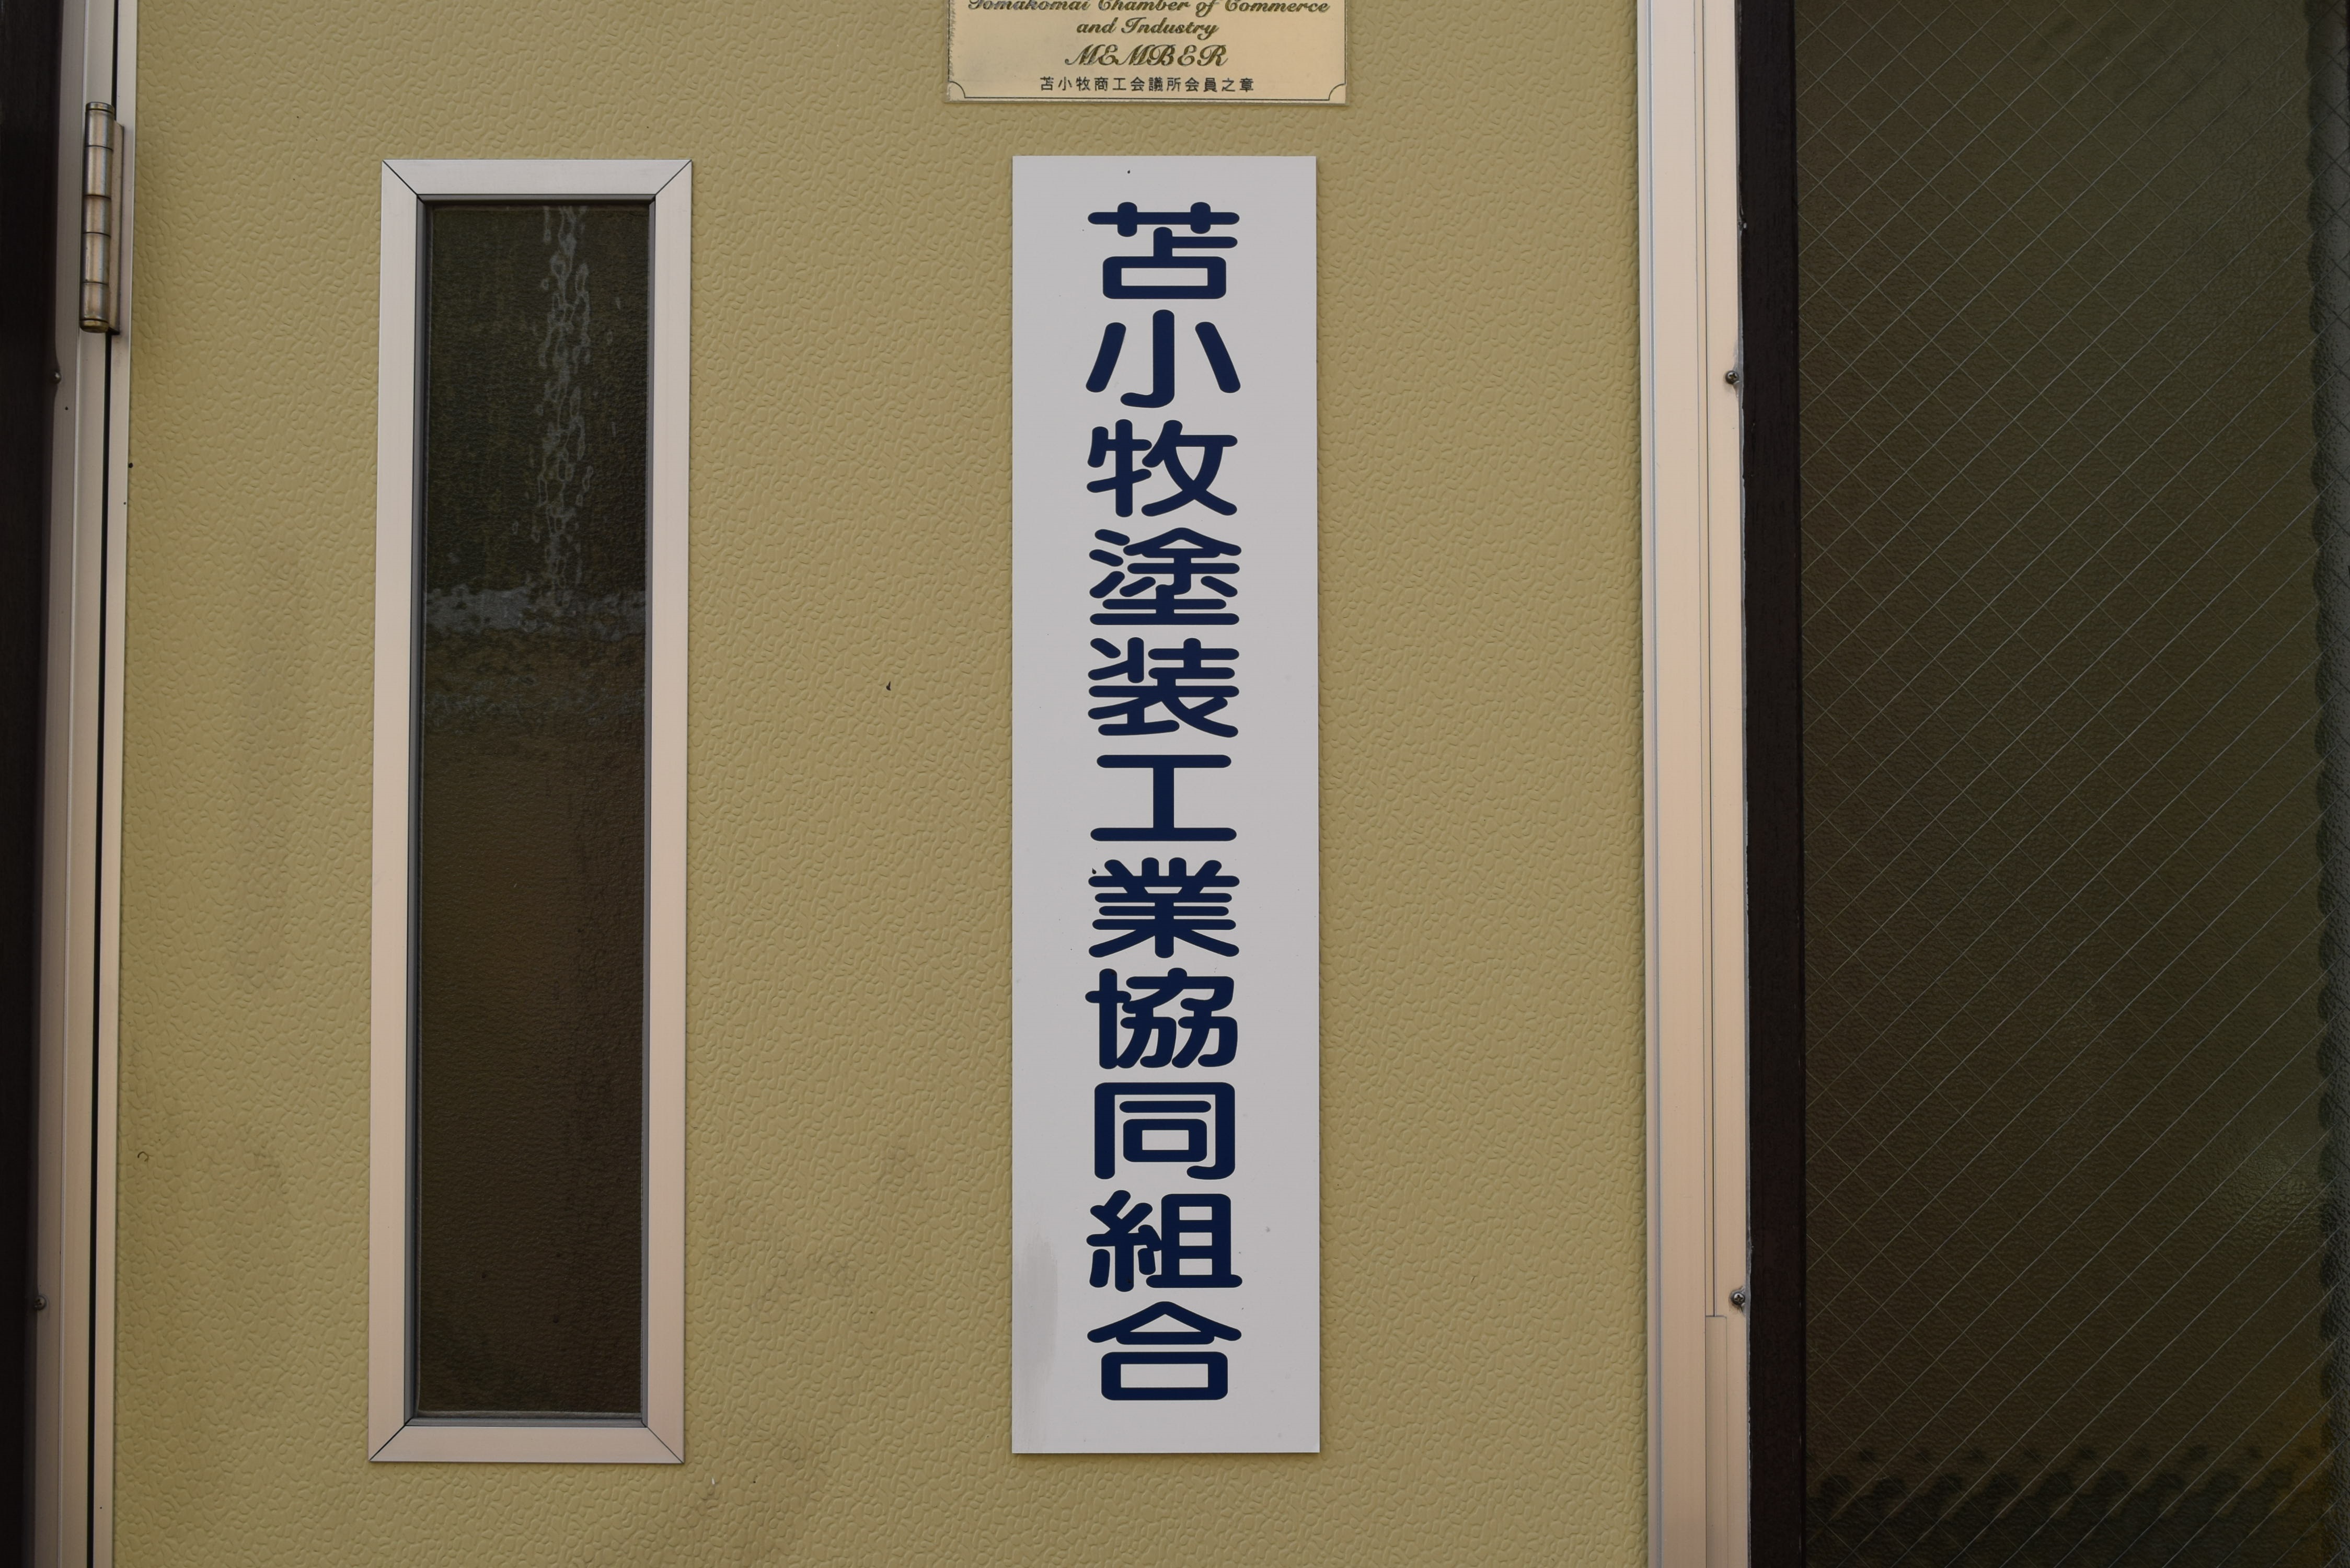 Tomakomai Chamber of Commerce
and Industry
MEMBER
苫小牧商工会議所会員之章
苫小牧塗装工業協同組合